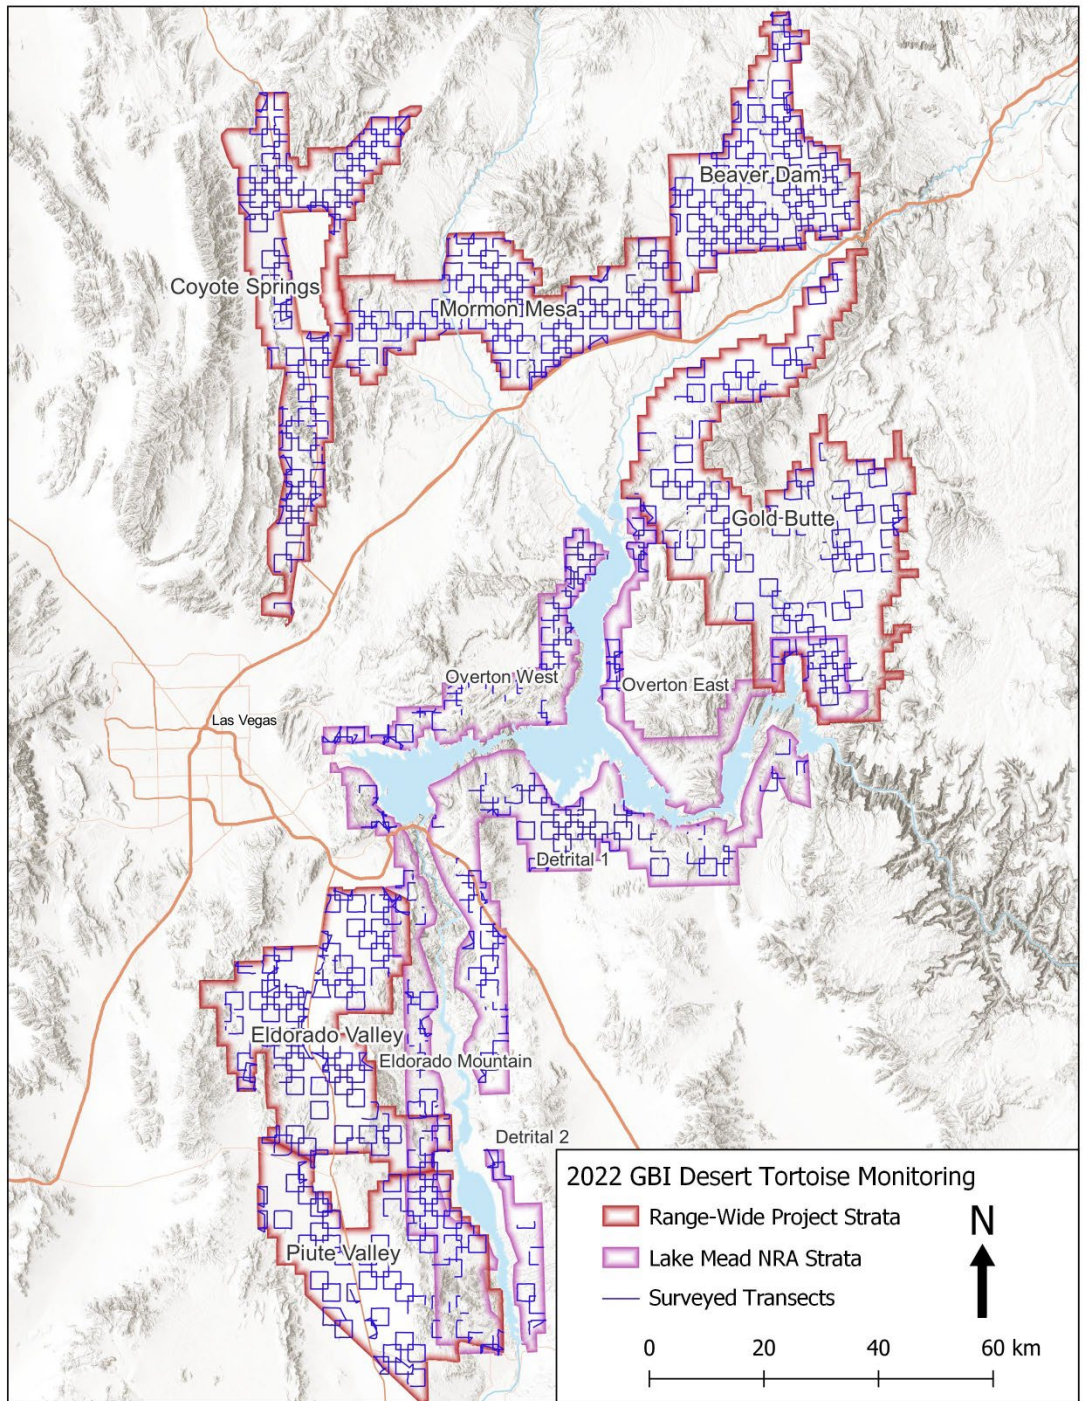 Beaver Dam
Coyote Springs
Mormon Mesa
Gold Butte
Overton West
Overton East
Las Vegas
Detrital 1
Eldorado Valley
Eldorado Mountain
Detrital 2
Piute Valley
2022 GBI Desert Tortoise Monitoring
Range-Wide Project Strata
Lake Mead NRA Strata
Surveyed Transects
N
0 20 40 60 km